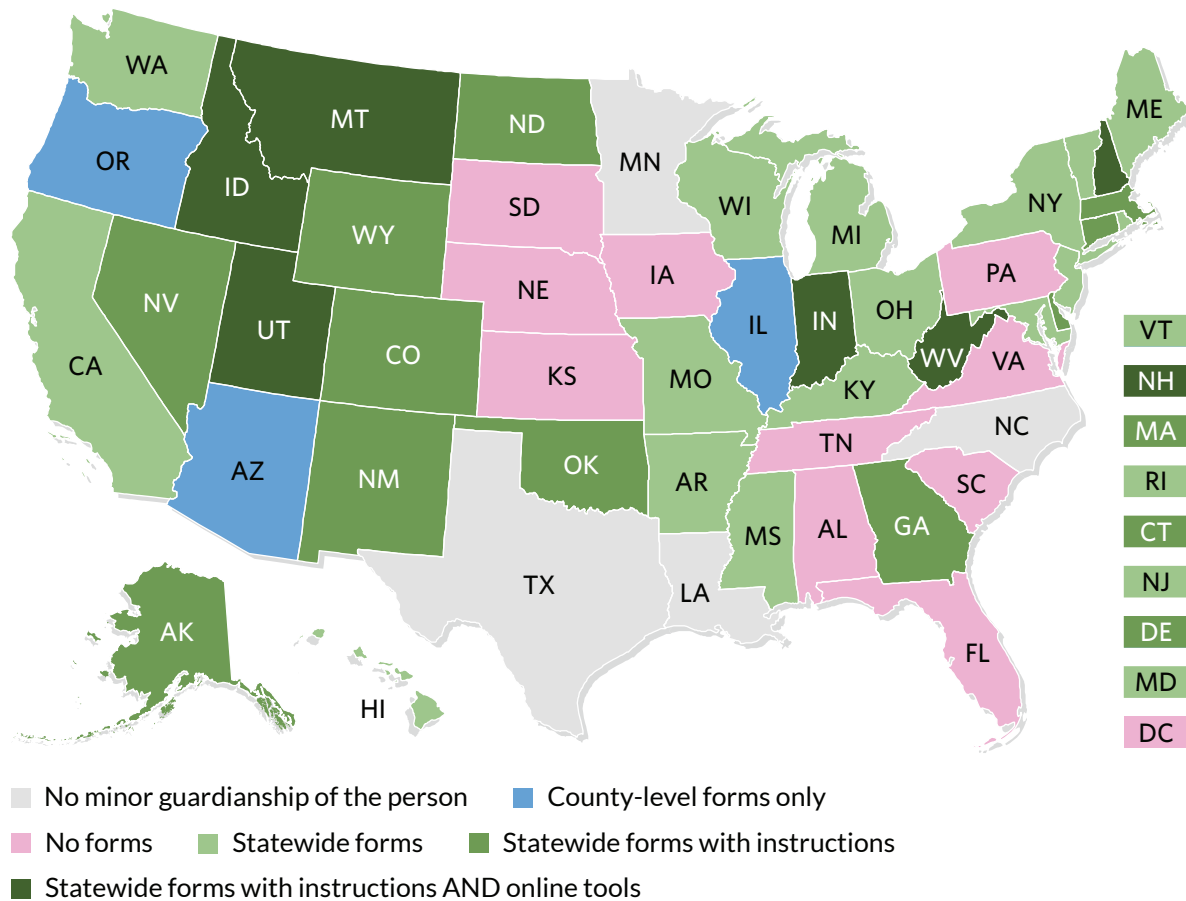 WA
ME
MT
ND
OR
MN
ID
SD
WI
NY
WY
MI
IA
PA
NE
NV
OH
IL
IN
UT
VT
CO
WV
VA
CA
KS
MO
NH
KY
NC
MA
TN
AZ
OK
NM
AR
SC
RI
GA
MS
AL
CT
TX
LA
NJ
AK
DE
FL
MD
HI
DC
No minor guardianship of the person
County-level forms only
No forms
Statewide forms
Statewide forms with instructions
Statewide forms with instructions AND online tools